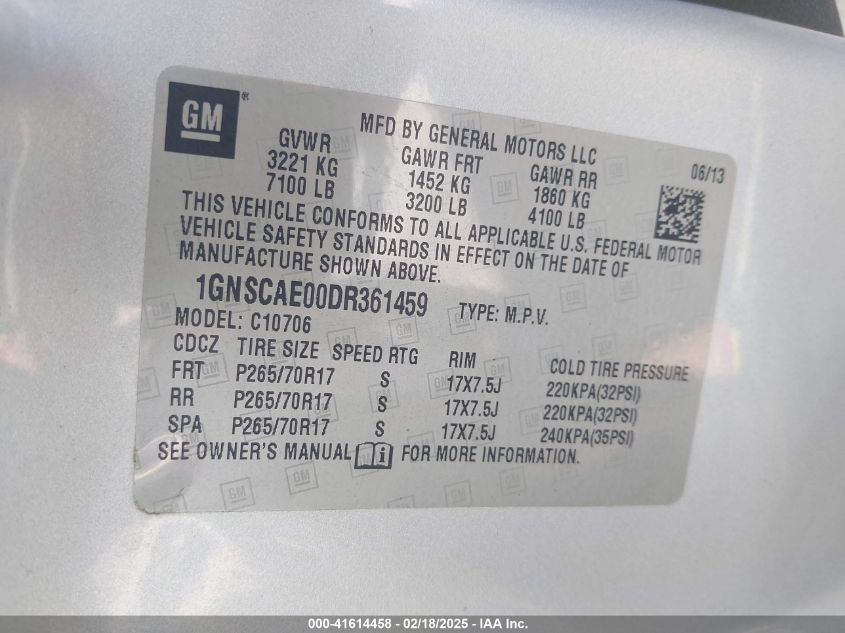 GM®
MFD BY GENERAL MOTORS LLC
06/13
GVWR GAWR FRT GAWR RR
3221 KG 1452 KG 1860 KG
7100 LB 3200 LB 4100 LB
THIS VEHICLE CONFORMS TO ALL APPLICABLE U.S. FEDERAL MOTOR
VEHICLE SAFETY STANDARDS IN EFFECT ON THE DATE OF
MANUFACTURE SHOWN ABOVE.
1GNSCAE00DR361459 TYPE: M.P.V.
MODEL: C10706
CDCZ TIRE SIZE SPEED RTG RIM COLD TIRE PRESSURE
FRT P265/70R17 S 17X7.5J 220KPA(32PSI)
RR P265/70R17 S 17X7.5J 220KPA(32PSI)
SPA P265/70R17 S 17X7.5J 240KPA(35PSI)
SEE OWNER'S MANUAL i FOR MORE INFORMATION.
000-41614458 - 02/18/2025 - IAA Inc.